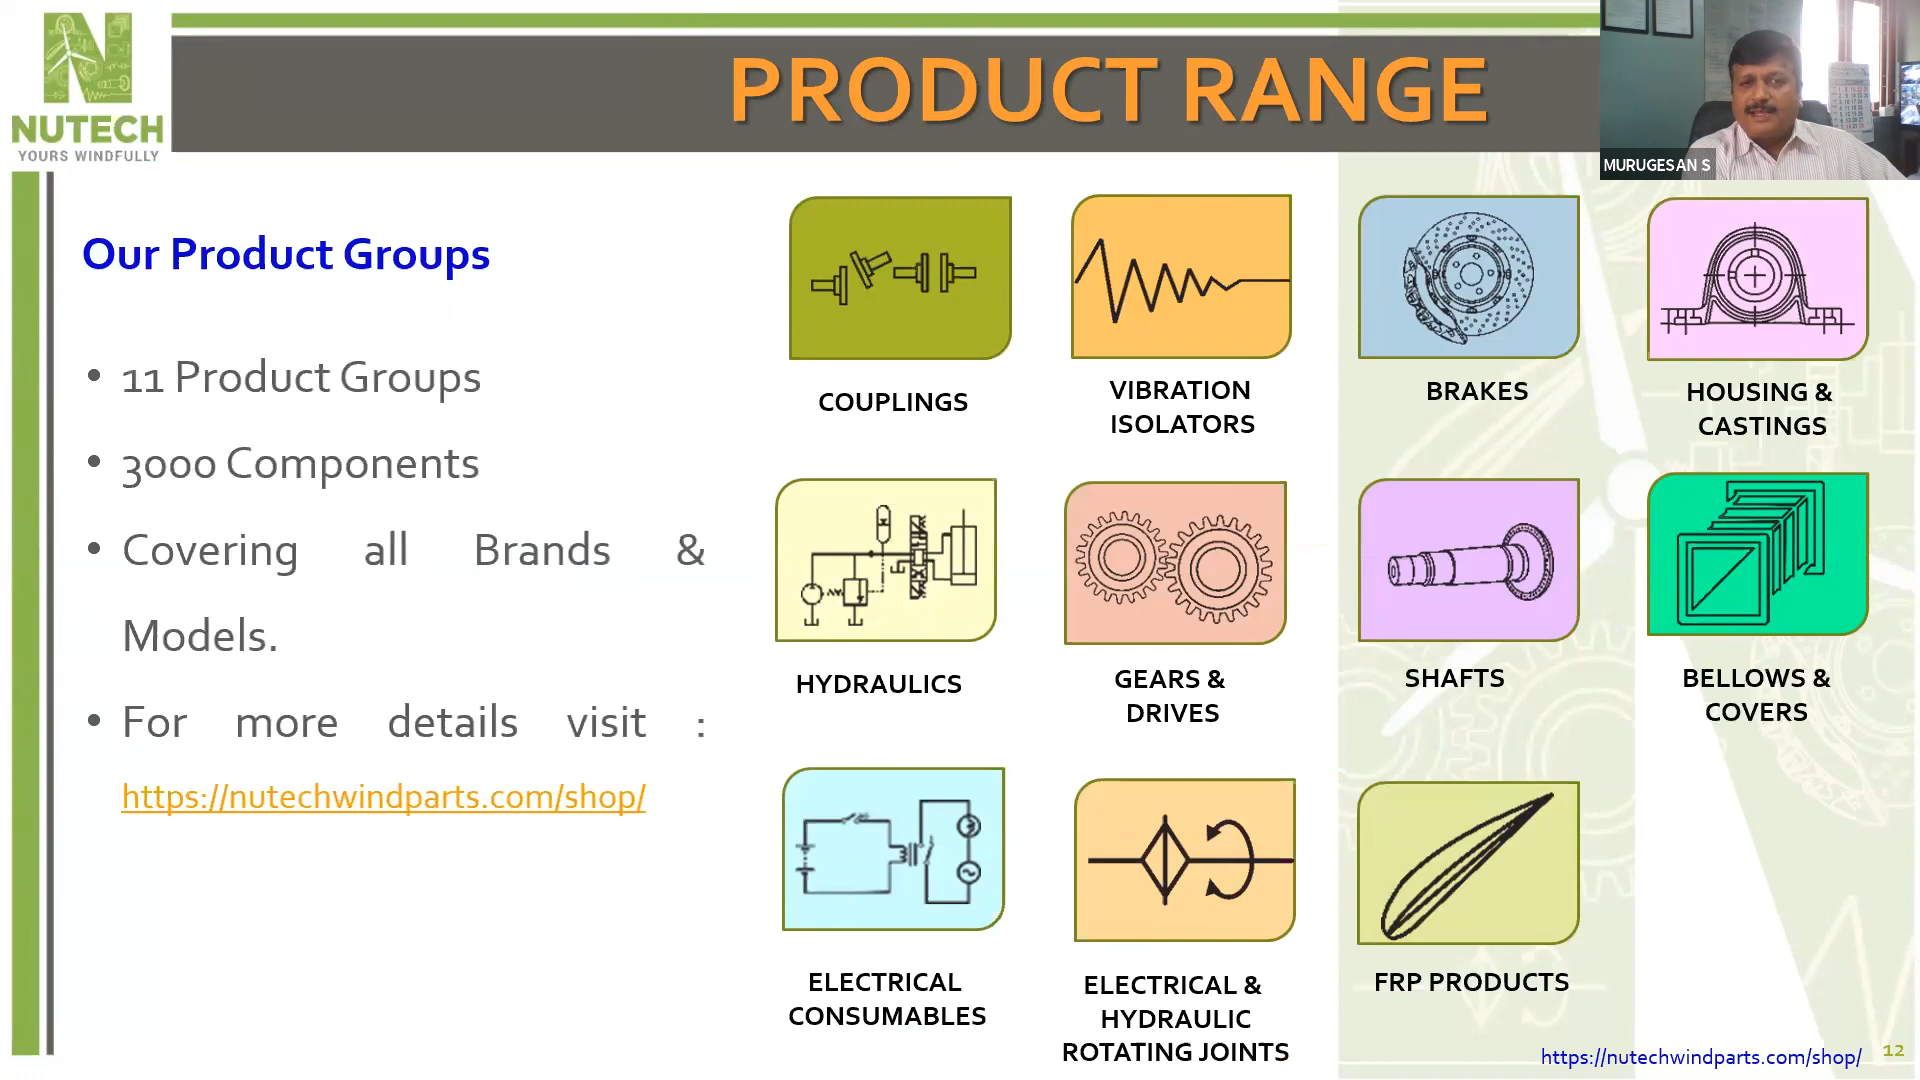 NUTECH
YOURS WINDFULLY
PRODUCT RANGE
MURUGESAN S
Our Product Groups
• 11 Product Groups
• 3000 Components
• Covering all Brands &
Models.
• For more details visit :
https://nutechwindparts.com/shop/
COUPLINGS
VIBRATION
ISOLATORS
BRAKES
HOUSING &
CASTINGS
HYDRAULICS
GEARS &
DRIVES
SHAFTS
BELLOWS &
COVERS
ELECTRICAL
CONSUMABLES
ELECTRICAL &
HYDRAULIC
ROTATING JOINTS
FRP PRODUCTS
https://nutechwindparts.com/shop/
12